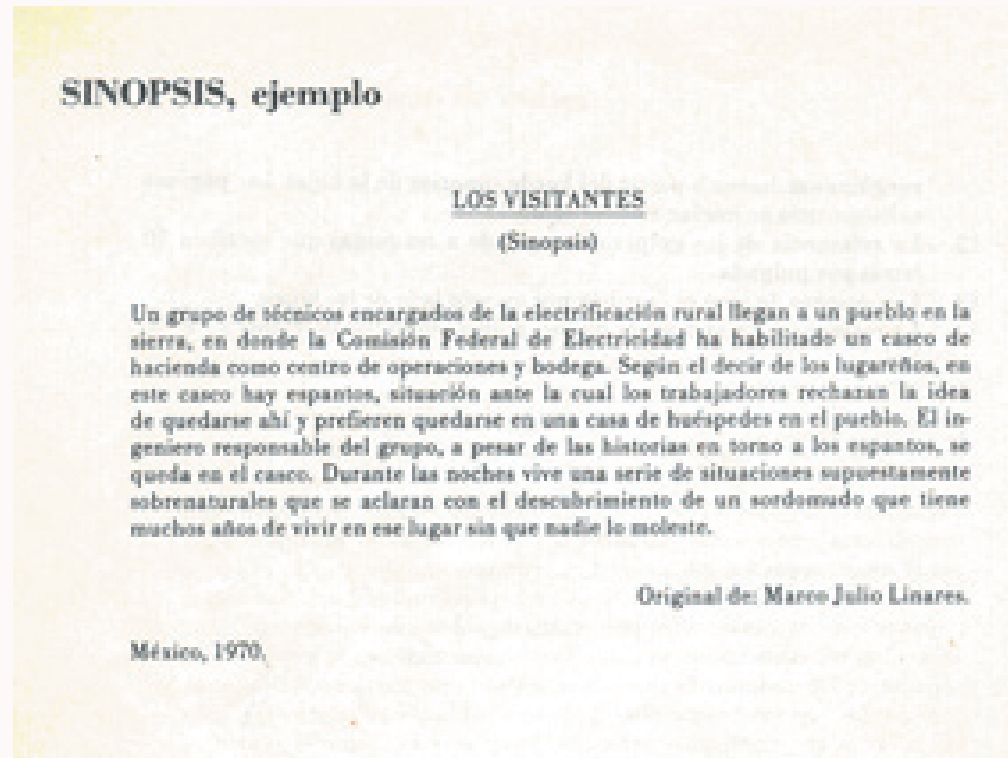 SINOPSIS, ejemplo
LOS VISITANTES
(Sinopsis)
Un grupo de técnicos encargados de la electrificación rural llegan a un pueblo en la
sierra, en donde la Comisión Federal de Electricidad ha habilitado un casco de
hacienda como centro de operaciones y bodega. Según el decir de los lugareños, en
este casco hay espantos, situación ante la cual los trabajadores rechazan la idea
de quedarse ahí y prefieren quedarse en una casa de huéspedes en el pueblo. El in-
geniero responsable del grupo, a pesar de las historias en torno a los espantos, se
queda en el casco. Durante las noches vive una serie de situaciones supuestamente
sobrenaturales que se aclaran con el descubrimiento de un sordomudo que tiene
muchos años de vivir en ese lugar sin que nadie lo moleste.
Original de: Marco Julio Linares.
México, 1970.